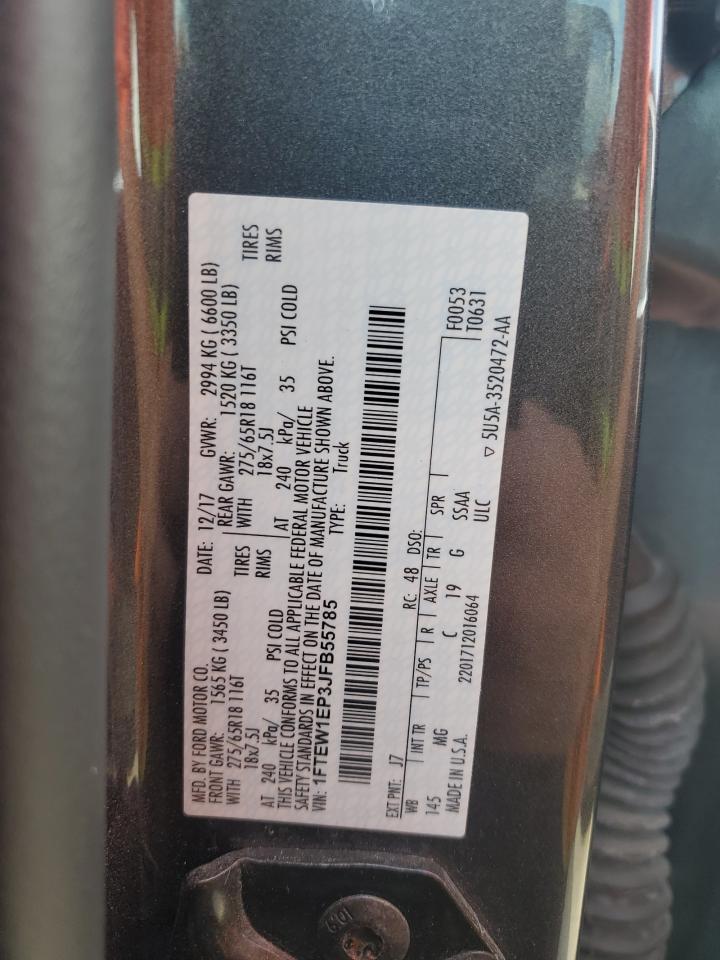 MFD. BY FORD MOTOR CO.
DATE: 12/17 GVWR: 2994 KG ( 6600 LB)
FRONT GAWR: 1565 KG ( 3450 LB) REAR GAWR: 1520 KG ( 3350 LB)
WITH 275/65R18 116T TIRES WITH 275/65R18 116T TIRES
18x7.5J RIMS 18x7.5J RIMS
AT 240 kPa/ 35 PSI COLD AT 240 kPa/ 35 PSI COLD
THIS VEHICLE CONFORMS TO ALL APPLICABLE FEDERAL MOTOR VEHICLE
SAFETY STANDARDS IN EFFECT ON THE DATE OF MANUFACTURE SHOWN ABOVE.
VIN: 1FTEW1EP3JFB55785 TYPE: Truck
EXT PNT: J7 RC: 48 DSO: F0053
WB INT TR TP/PS R AXLE TR SPR T0631
145 MG C 19 G SSAA
MADE IN U.S.A. 2201712016064 ULC
▽ 5U5A-3520472-AA